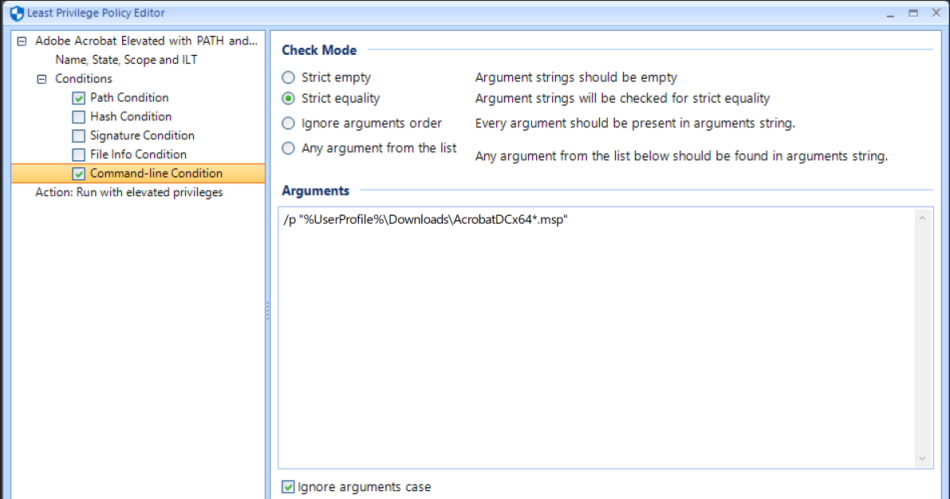 Least Privilege Policy Editor
Adobe Acrobat Elevated with PATH and...
Name, State, Scope and ILT
Conditions
Path Condition
Hash Condition
Signature Condition
File Info Condition
Command-line Condition
Action: Run with elevated privileges
Check Mode
Strict empty Argument strings should be empty
Strict equality Argument strings will be checked for strict equality
Ignore arguments order Every argument should be present in arguments string.
Any argument from the list Any argument from the list below should be found in arguments string.
Arguments
/p "%UserProfile%\Downloads\AcrobatDCx64*.msp"
Ignore arguments case